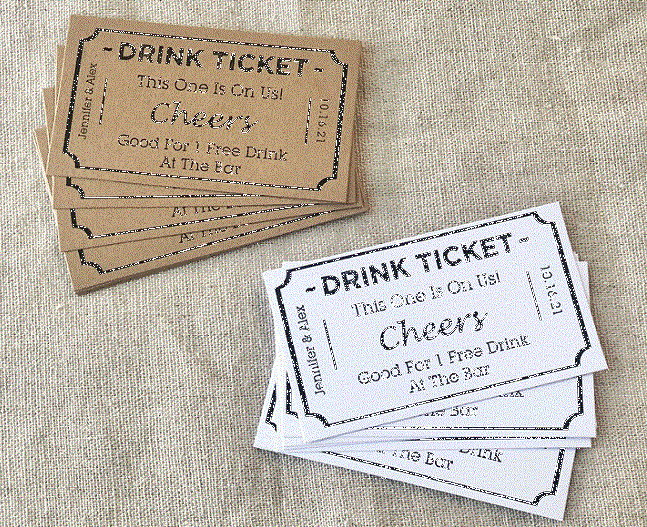 - DRINK TICKET -
This One Is On Us!
Cheers
Good For 1 Free Drink
At The Bar
Jennifer & Alex
10.16.21
At The Bar
At The Bar
- DRINK TICKET -
This One Is On Us!
Cheers
Good For 1 Free Drink
At The Bar
Jennifer & Alex
10.16.21
The Bar
The Bar